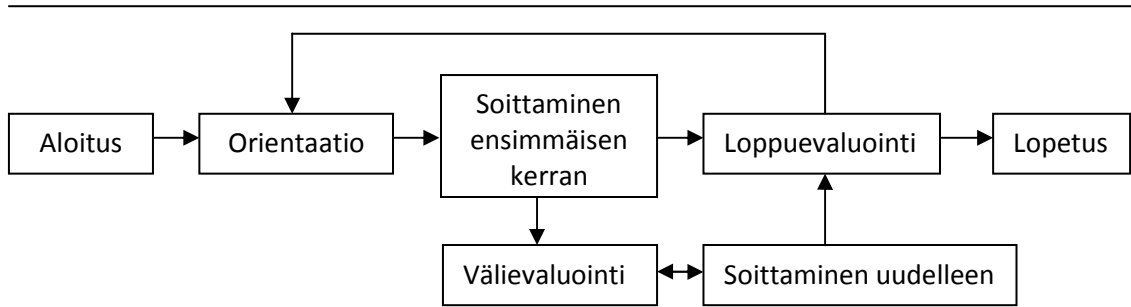 Aloitus
Orientaatio
Soittaminen
ensimmäisen
kerran
Loppuevaluointi
Lopetus
Välievaluointi
Soittaminen uudelleen